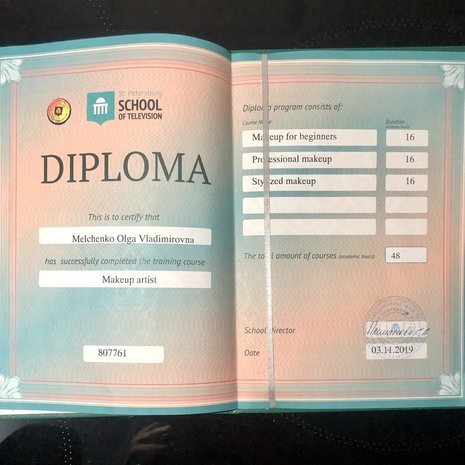 St. Petersburg
SCHOOL
OF TELEVISION
DIPLOMA
This is to certify that
Melchenko Olga Vladimirovna
has successfully completed the training course
Makeup artist
807761
Diploma program consists of:
Course Name Duration
academic hours
Makeup for beginners 16
Professional makeup 16
Stylized makeup 16
The total amount of courses (academic hours) 48
School Director
Date 03.11.2019